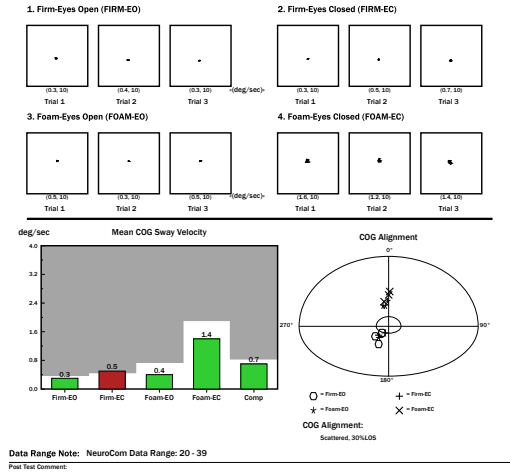 1. Firm-Eyes Open (FIRM-EO) 2. Firm-Eyes Closed (FIRM-EC)
(0.3, 10) (0.4, 10) (0.3, 10) <(deg/sec)> (0.3, 10) (0.5, 10) (0.7, 10)
Trial 1 Trial 2 Trial 3 Trial 1 Trial 2 Trial 3
3. Foam-Eyes Open (FOAM-EO) 4. Foam-Eyes Closed (FOAM-EC)
(0.5, 10) (0.3, 10) (0.5, 10) <(deg/sec)> (1.6, 10) (1.2, 10) (1.4, 10)
Trial 1 Trial 2 Trial 3 Trial 1 Trial 2 Trial 3
deg/sec Mean COG Sway Velocity
4.0
3.2
2.4
1.6
0.8
0.0
0.3 0.5 0.4 1.4 0.7
Firm-EO Firm-EC Foam-EO Foam-EC Comp
COG Alignment
0°
270° 90°
180°
= Firm-EO = Firm-EC
= Foam-EO = Foam-EC
COG Alignment:
Scattered, 30%LOS
Data Range Note: NeuroCom Data Range: 20 - 39
Post Test Comment: